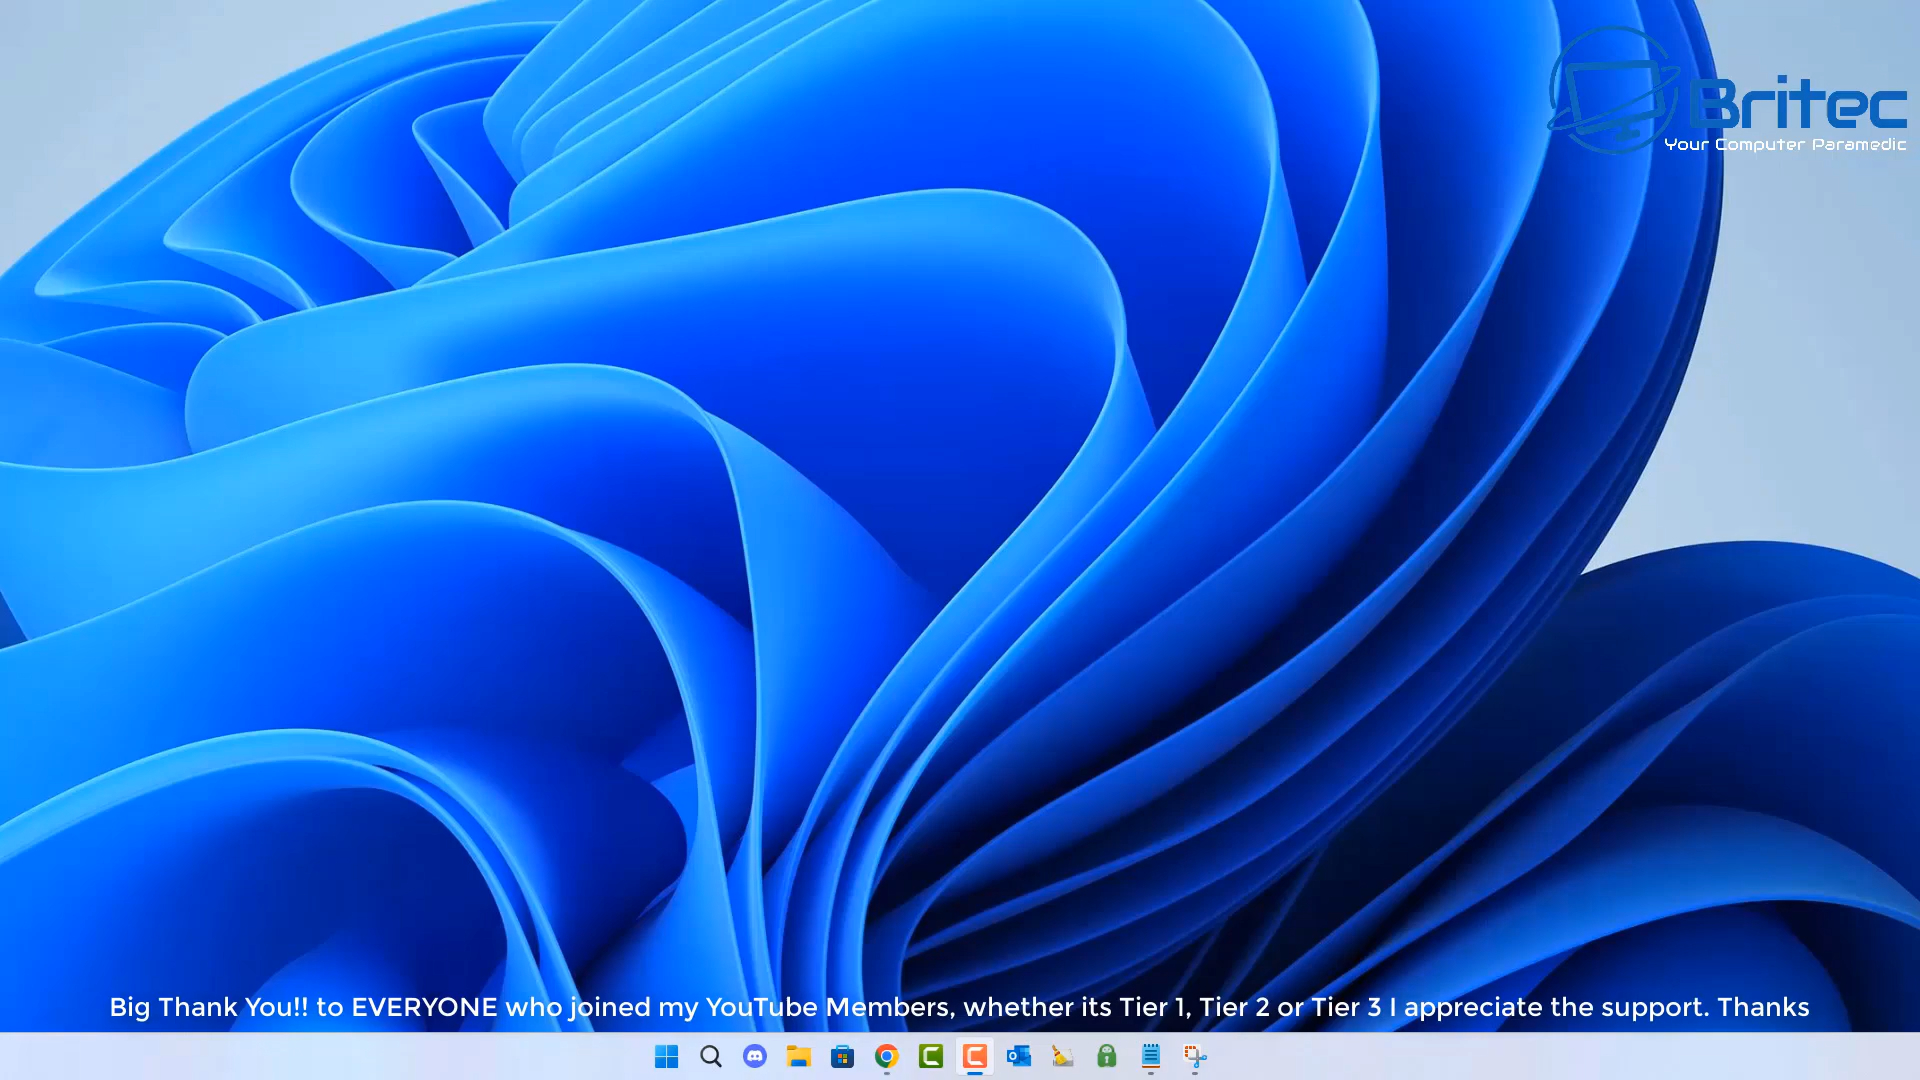 Britec
Your Computer Paramedic
Big Thank You!! to EVERYONE who joined my YouTube Members, whether its Tier 1, Tier 2 or Tier 3 I appreciate the support. Thanks